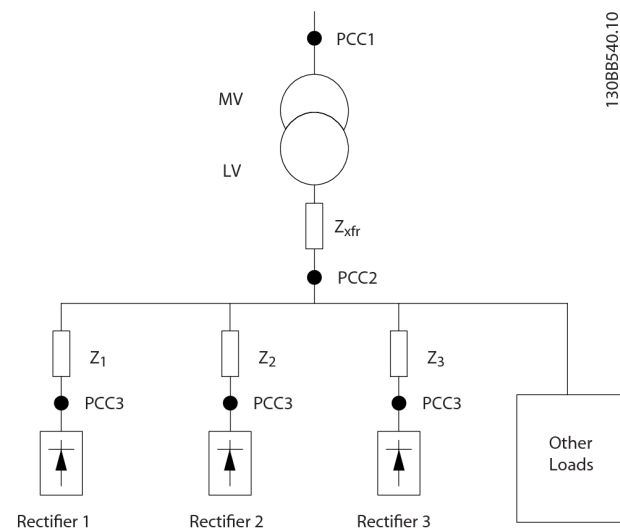 PCC1
130BB540.10
MV
LV
Zxfr
PCC2
Z1
Z2
Z3
PCC3
PCC3
PCC3
Other
Loads
Rectifier 1
Rectifier 2
Rectifier 3